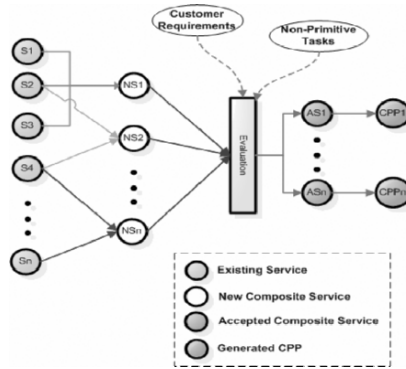 Customer
Requirements
Non-Primitive
Tasks
S1
S2
S3
S4
Sn
NS1
NS2
NSn
Evaluation
AS1
CPP1
ASn
CPPn
Existing Service
New Composite Service
Accepted Composite Service
Generated CPP